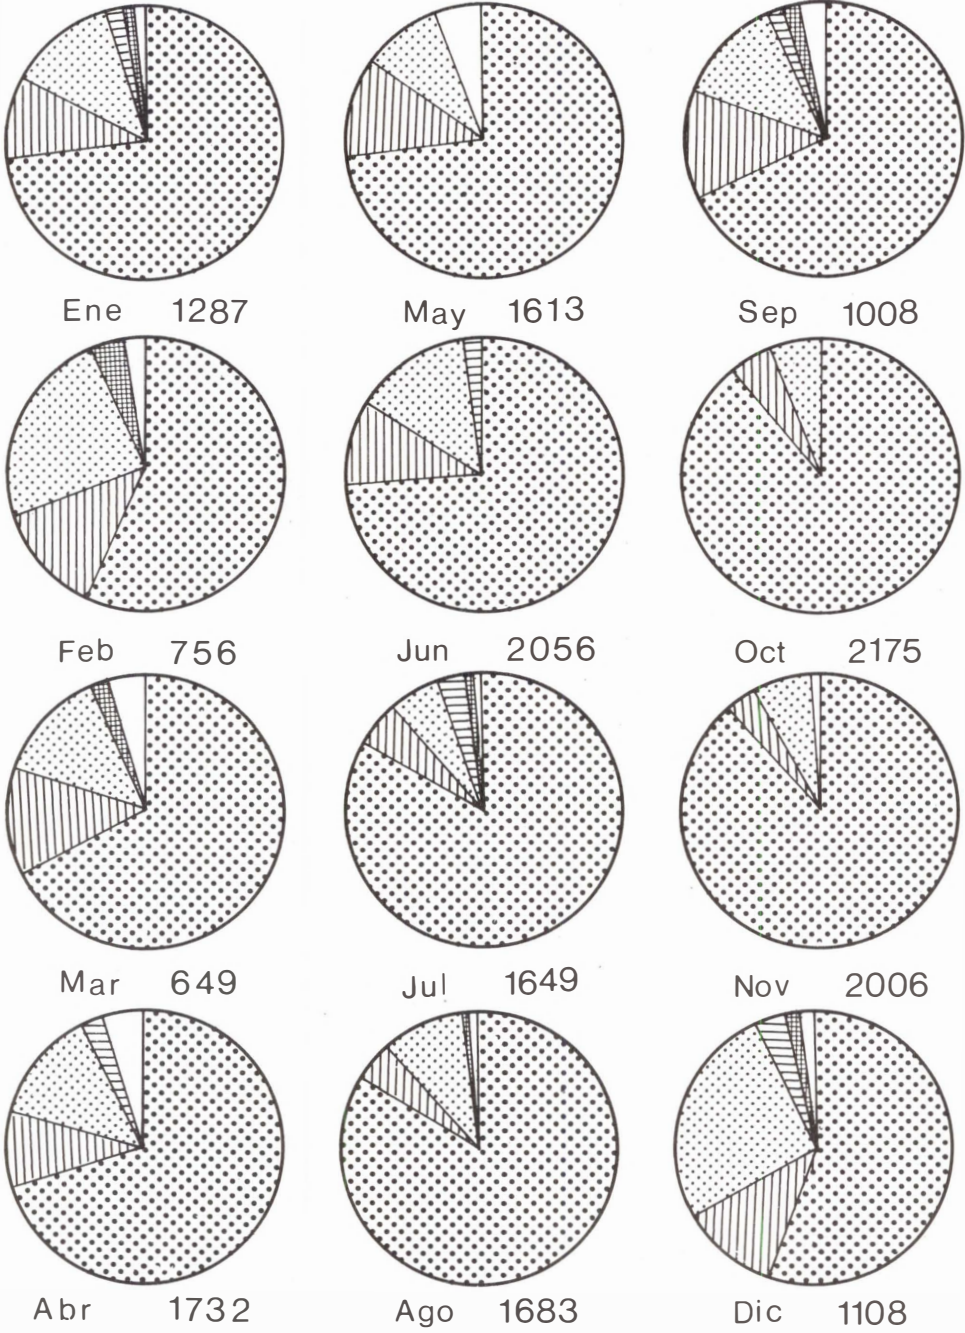 Ene 1287 May 1613 Sep 1008
Feb 756 Jun 2056 Oct 2175
Mar 649 Jul 1649 Nov 2006
Abr 1732 Ago 1683 Dic 1108